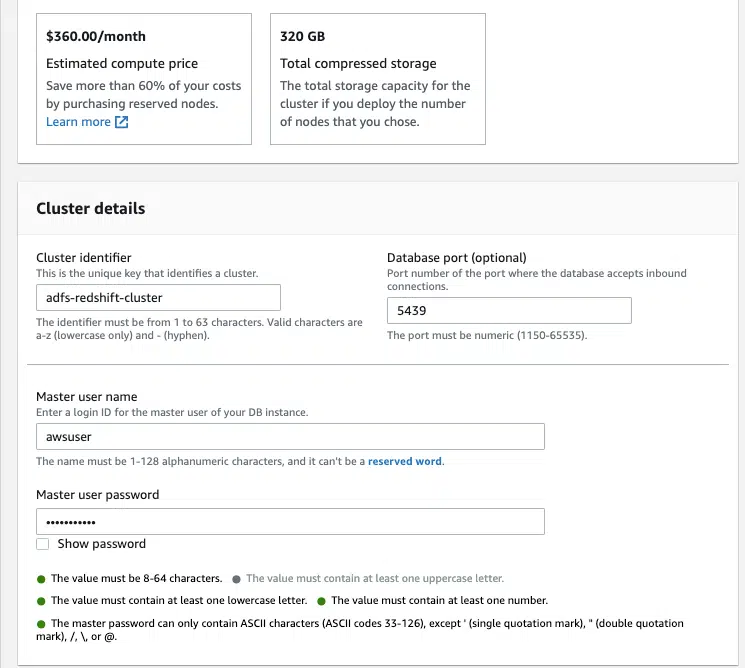 $360.00/month
Estimated compute price
Save more than 60% of your costs
by purchasing reserved nodes.
Learn more
320 GB
Total compressed storage
The total storage capacity for the
cluster if you deploy the number
of nodes that you chose.
Cluster details
Cluster identifier
This is the unique key that identifies a cluster.
adfs-redshift-cluster
The identifier must be from 1 to 63 characters. Valid characters are
a-z (lowercase only) and - (hyphen).
Database port (optional)
Port number of the port where the database accepts inbound
connections.
5439
The port must be numeric (1150-65535).
Master user name
Enter a login ID for the master user of your DB instance.
awsuser
The name must be 1-128 alphanumeric characters, and it can't be a reserved word.
Master user password
•••••••••••
Show password
The value must be 8-64 characters. The value must contain at least one uppercase letter.
The value must contain at least one lowercase letter. The value must contain at least one number.
The master password can only contain ASCII characters (ASCII codes 33-126), except ' (single quotation mark), " (double quotation
mark), /, \, or @.